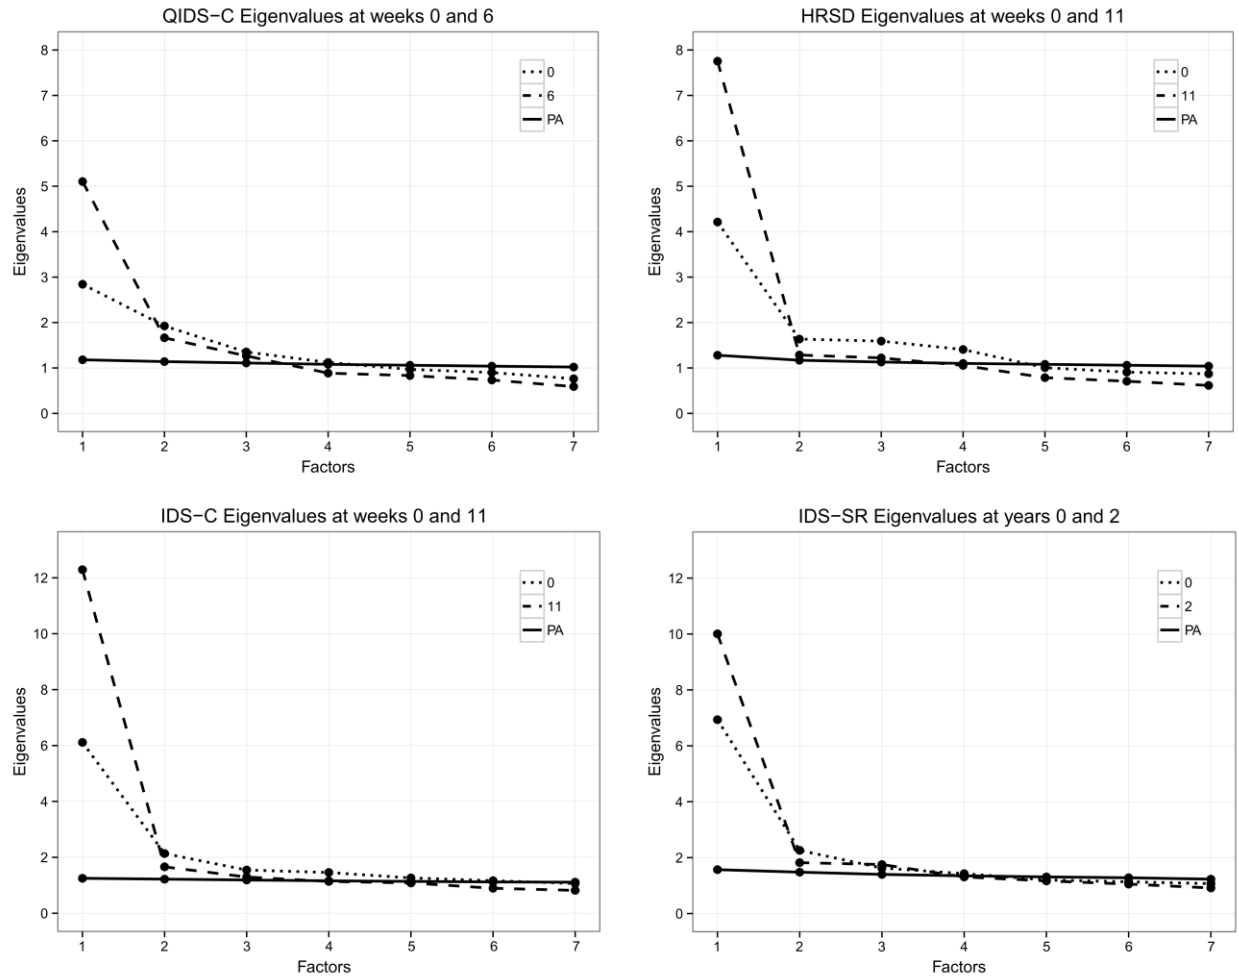 QIDS−C Eigenvalues at weeks 0 and 6
8
7
6
5
4
3
2
1
0
Eigenvalues
0
6
PA
1 2 3 4 5 6 7
Factors
HRSD Eigenvalues at weeks 0 and 11
8
7
6
5
4
3
2
1
0
Eigenvalues
0
11
PA
1 2 3 4 5 6 7
Factors
IDS−C Eigenvalues at weeks 0 and 11
12
10
8
6
4
2
0
Eigenvalues
0
11
PA
1 2 3 4 5 6 7
Factors
IDS−SR Eigenvalues at years 0 and 2
12
10
8
6
4
2
0
Eigenvalues
0
2
PA
1 2 3 4 5 6 7
Factors